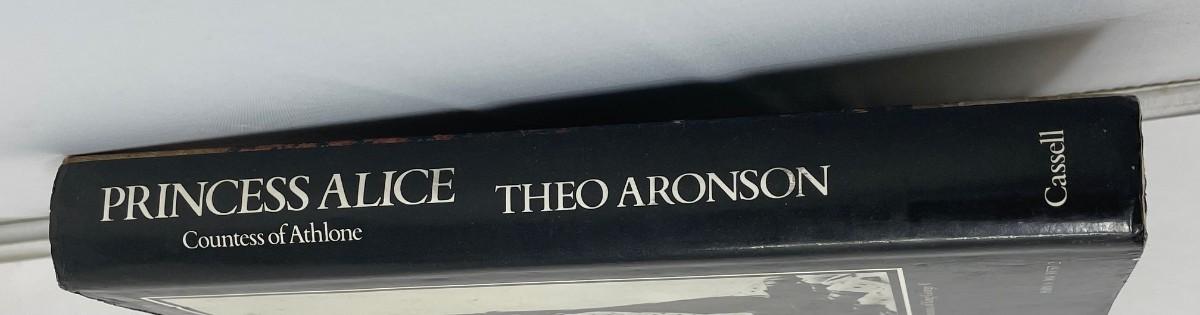 PRINCESS ALICE
Countess of Athlone
THEO ARONSON
Cassell